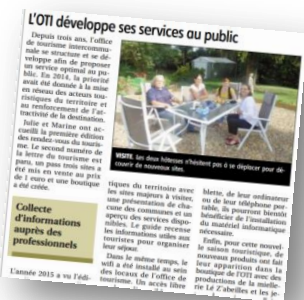 L'OTI développe ses services au public
Depuis trois ans, l'office
de tourisme intercommu-
nale se structure et se dé-
veloppe afin de proposer
un service optimal au pu-
blic. En 2014, la priorité
avait été donnée à la mise
en réseau des acteurs tou-
ristiques du territoire et
au renforcement de l'at-
tractivité de la destination.
Julie et Marine ont ac-
cueilli la première édition
des rendez-vous du touris-
me. Le second numéro de
la lettre du tourisme est
paru, un pass trois sites a
été mis en vente au prix
de 1 euro et une boutique
a été créée.
Collecte
d'informations
auprès des
professionnels
L'année 2015 a vu l'édi-
VISITE. Les deux hôtesses n'hésitent pas à se déplacer pour dé-
couvrir de nouveaux sites.
tiques du territoire avec
les sites majeurs à visiter,
une présentation de cha-
cune des communes et un
aperçu des services dispo-
nibles. Le guide recense
les informations utiles aux
touristes pour organiser
leur séjour.
Dans le même temps, le
wifi a été installé au sein
des locaux de l'office de
tourisme. Un accès libre
blette, de leur ordinateur
ou de leur téléphone por-
table, ils pourront bientôt
bénéficier de l'installation
du matériel informatique
nécessaire.
Enfin, pour cette nouvel-
le saison touristique, de
nouveaux produits ont fait
leur apparition dans la
boutique de l'OTI avec des
productions de la mielle-
rie Le Z'abeilles et les je-